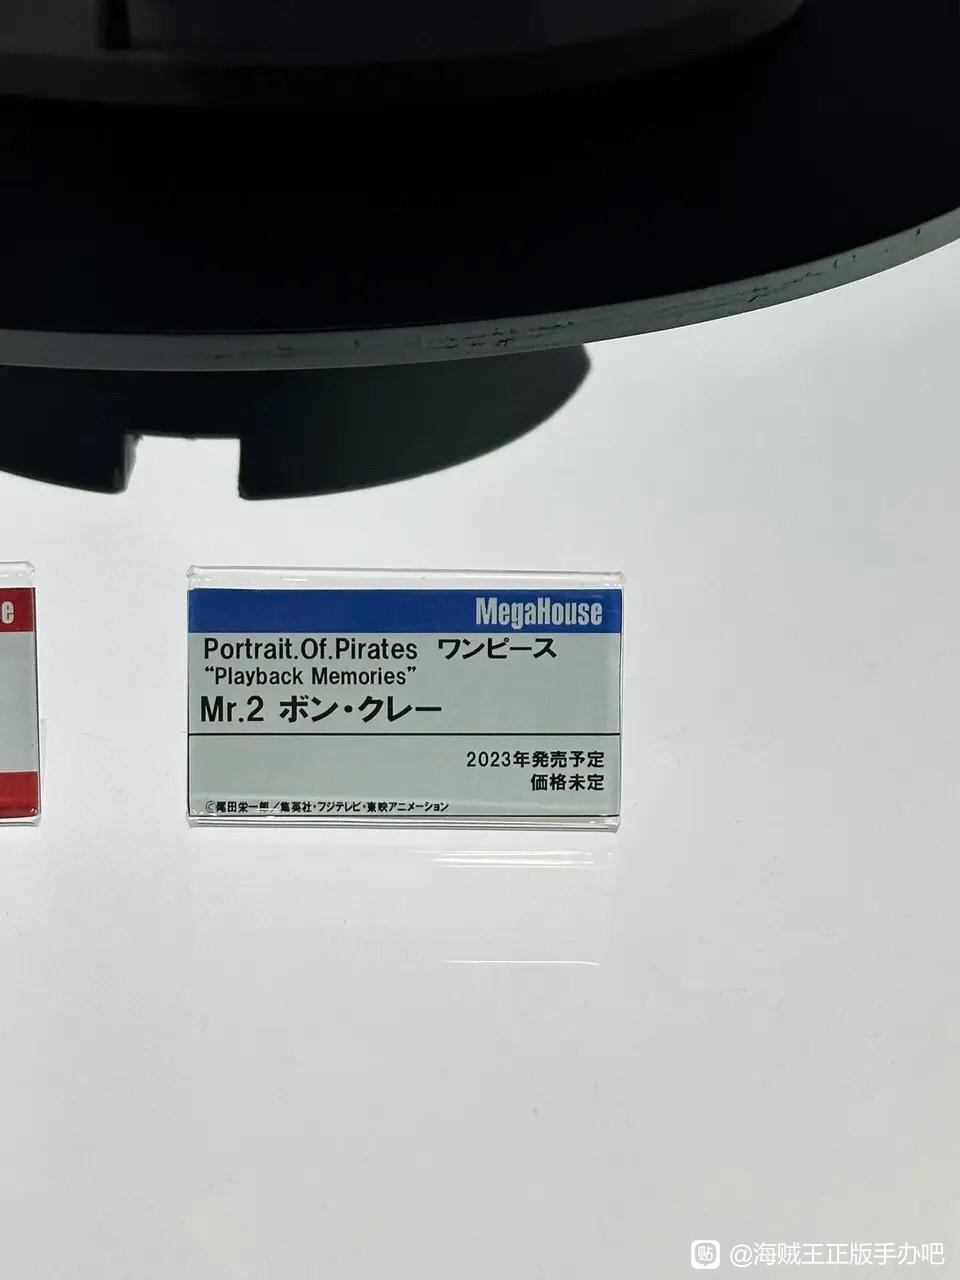 e
MegaHouse
Portrait.Of.Pirates ワンピース
“Playback Memories”
Mr.2 ボン・クレー
2023年発売予定
価格未定
©尾田栄一郎／集英社・フジテレビ・東映アニメーション
贴 @海贼王正版手办吧